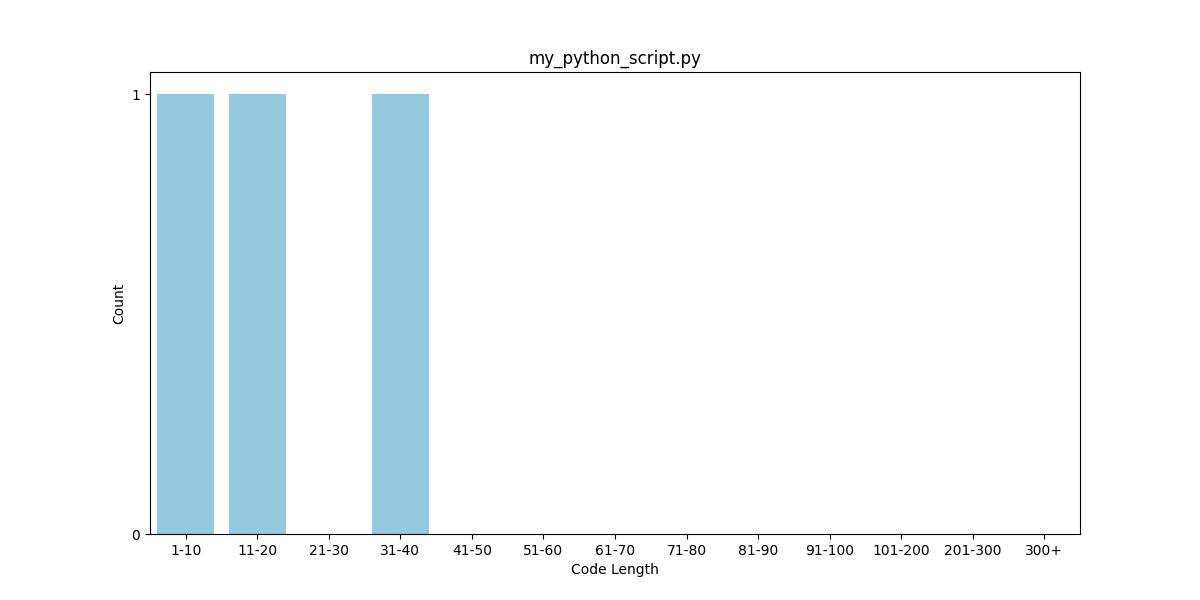 my_python_script.py
1
Count
0
1-10 11-20 21-30 31-40 41-50 51-60 61-70 71-80 81-90 91-100 101-200 201-300 300+
Code Length